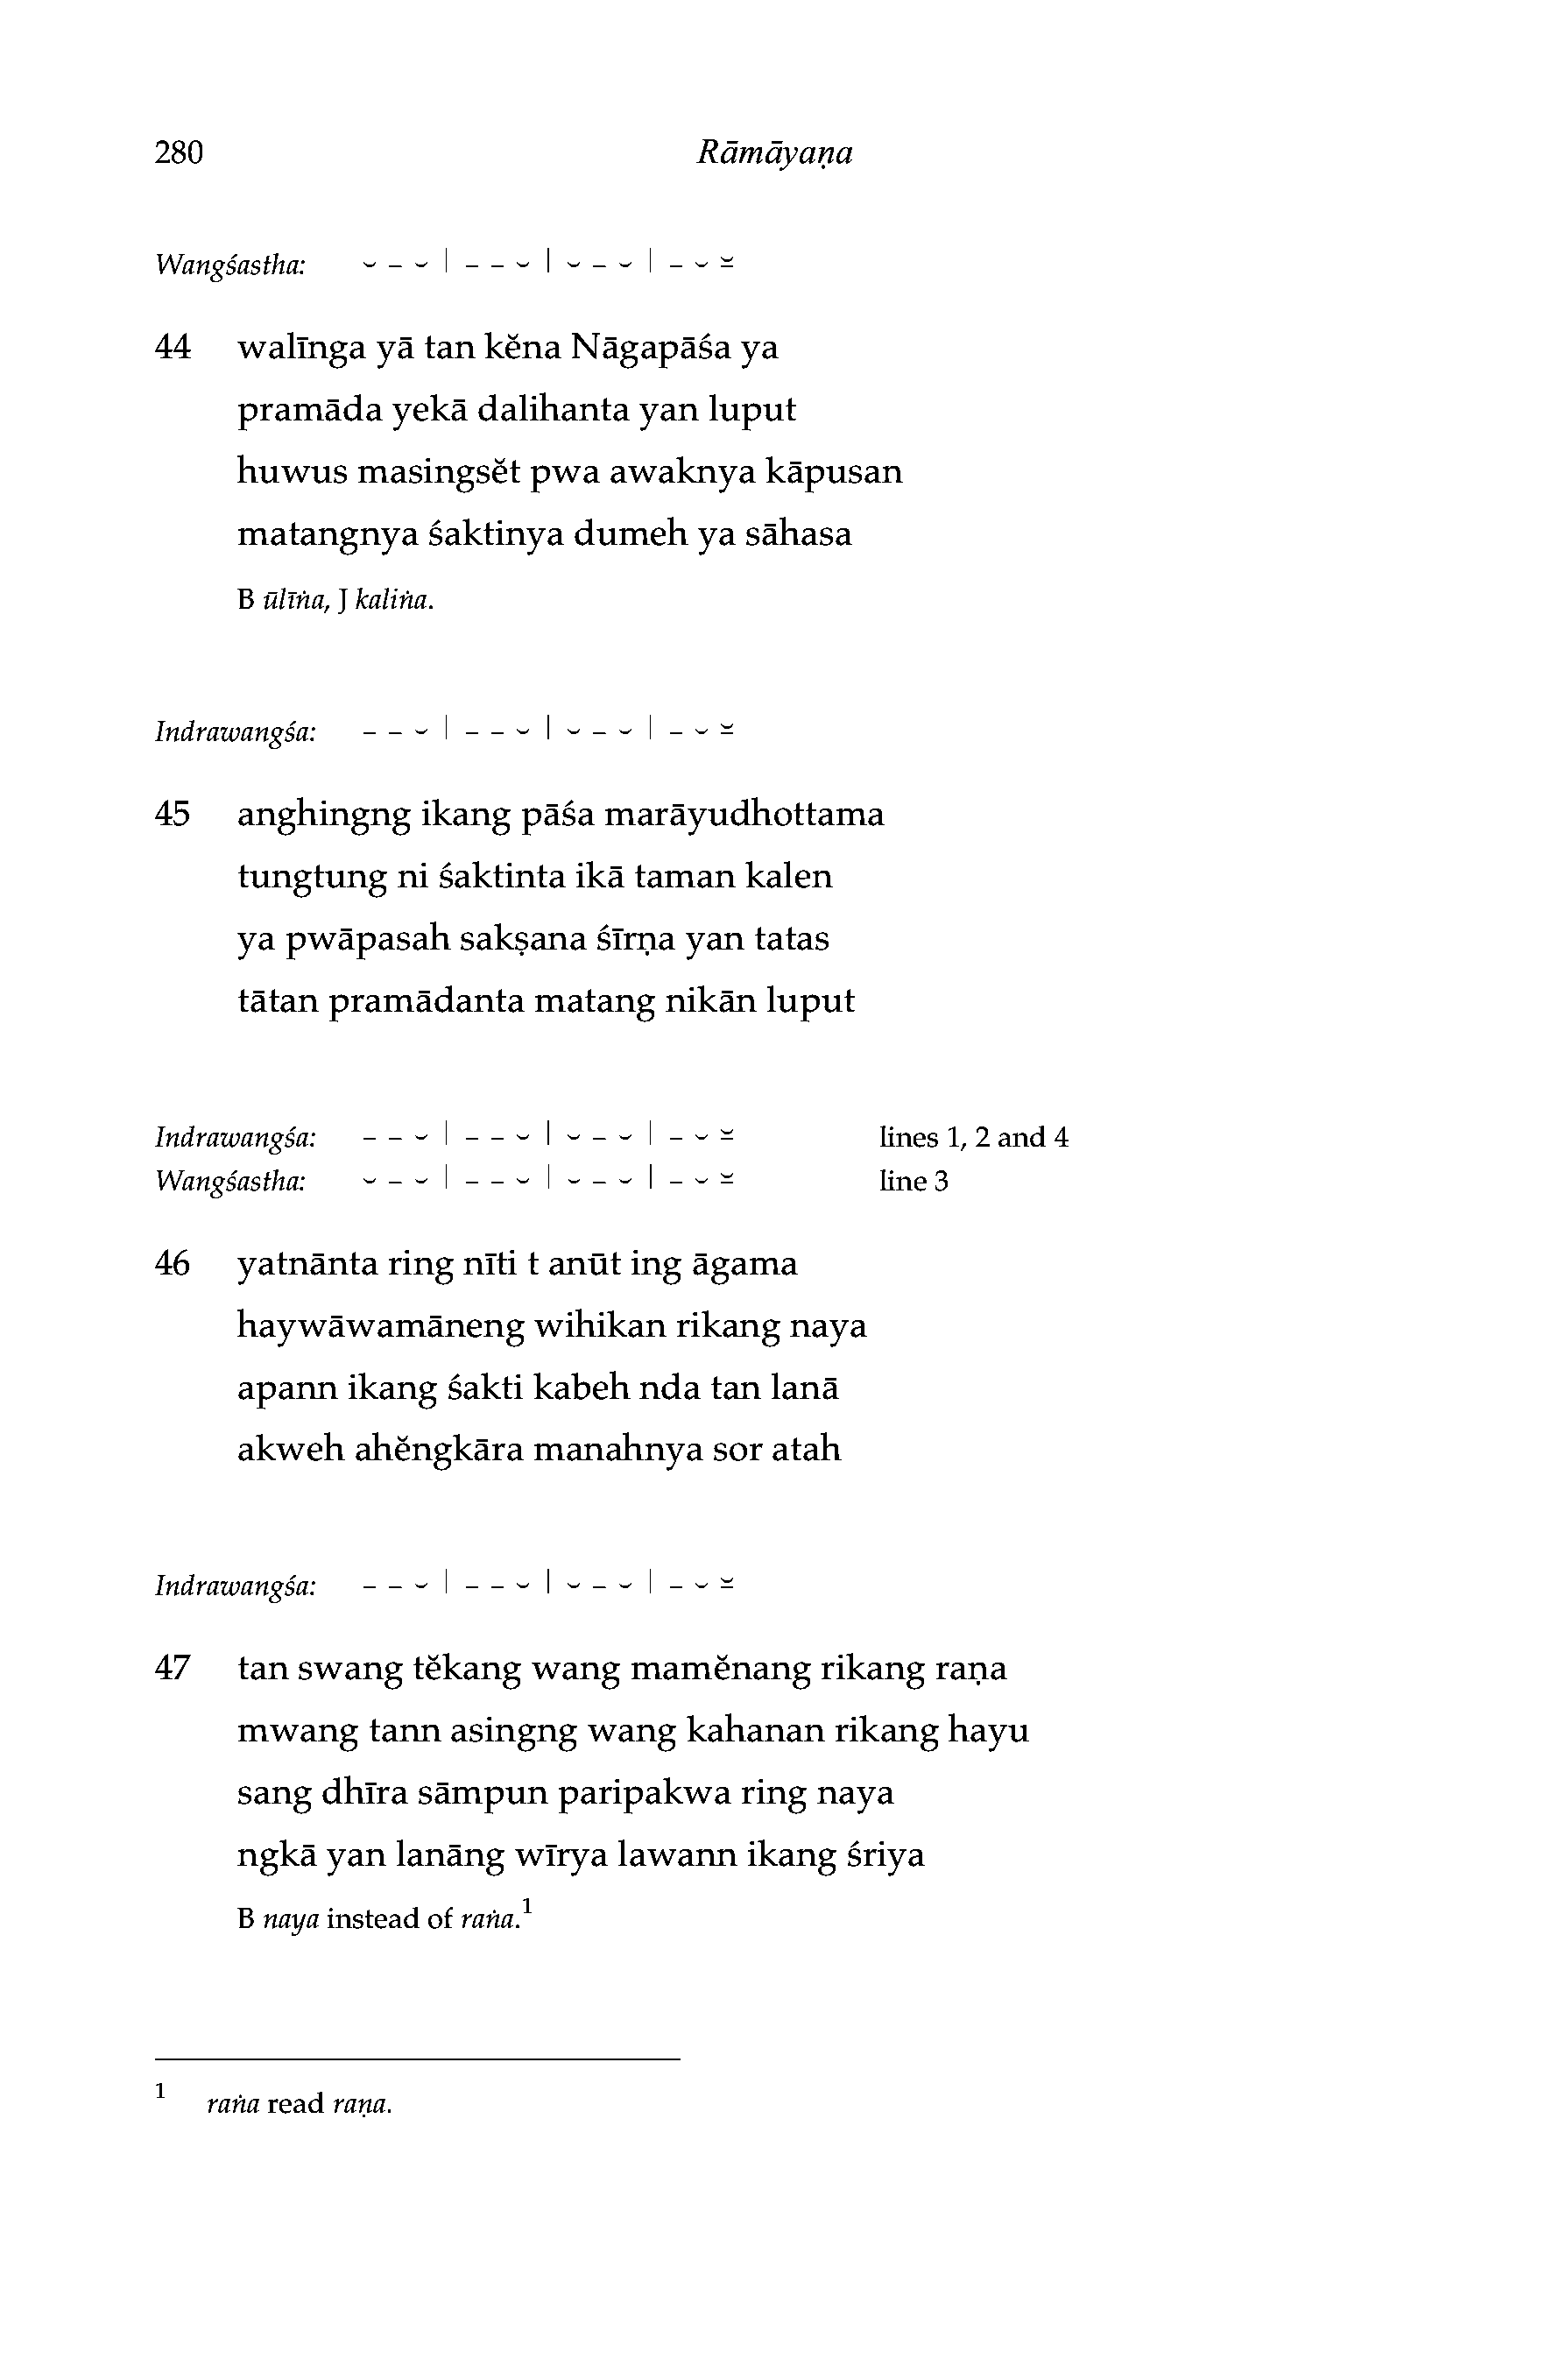 280 Rāmāyaṇa
Wangśastha: ⏑ – ⏑ | – – ⏑ | ⏑ – ⏑ | – ⏑ ⏓
44 walīnga yā tan kĕna Nāgapāśa ya
pramāda yekā dalihanta yan luput
huwus masingsĕt pwa awaknya kāpusan
matangnya śaktinya dumeh ya sāhasa
B ūlīṅa, J kaliṅa.
Indrawangśa: – – ⏑ | – – ⏑ | ⏑ – ⏑ | – ⏑ ⏓
45 anghingng ikang pāśa marāyudhottama
tungtung ni śaktinta ikā taman kalen
ya pwāpasah sakṣana śīrṇa yan tatas
tātan pramādanta matang nikān luput
Indrawangśa: – – ⏑ | – – ⏑ | ⏑ – ⏑ | – ⏑ ⏓ lines 1, 2 and 4
Wangśastha: ⏑ – ⏑ | – – ⏑ | ⏑ – ⏑ | – ⏑ ⏓ line 3
46 yatnānta ring nīti t anūt ing āgama
haywāwamāneng wihikan rikang naya
apann ikang śakti kabeh nda tan lanā
akweh ahĕngkāra manahnya sor atah
Indrawangśa: – – ⏑ | – – ⏑ | ⏑ – ⏑ | – ⏑ ⏓
47 tan swang tĕkang wang mamĕnang rikang raṇa
mwang tann asingng wang kahanan rikang hayu
sang dhīra sāmpun paripakwa ring naya
ngkā yan lanāng wīrya lawann ikang śriya
B naya instead of raṅa.¹
¹ raṅa read raṇa.